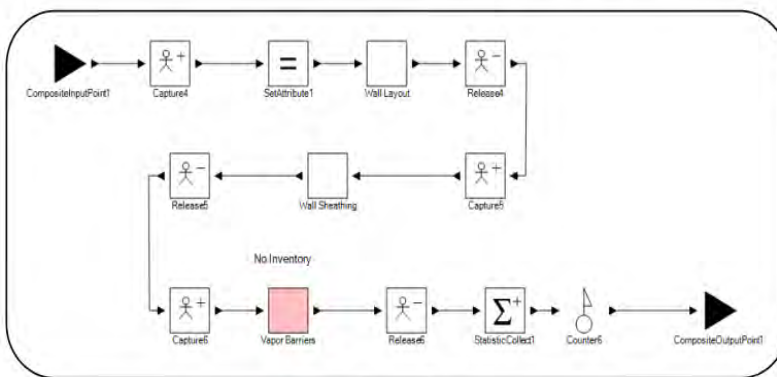 CompositeInputPoint1
Capture4
SetAttribute1
Wall Layout
Release4
Release5
Wall Sheathing
Capture5
No Inventory
Capture6
Vapor Barriers
Release6
StatisticCollect1
Counter6
CompositeOutputPoint1